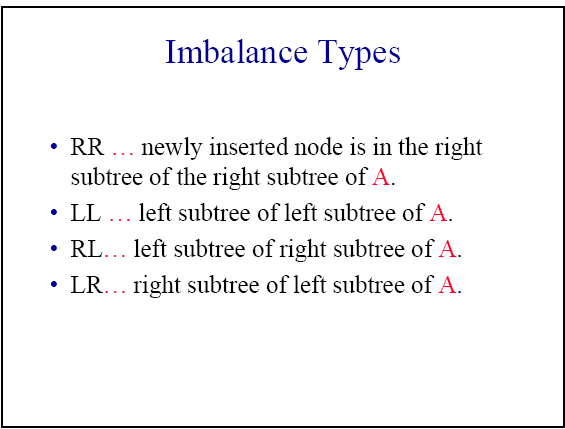 Imbalance Types
• RR … newly inserted node is in the right
subtree of the right subtree of A.
• LL … left subtree of left subtree of A.
• RL… left subtree of right subtree of A.
• LR… right subtree of left subtree of A.